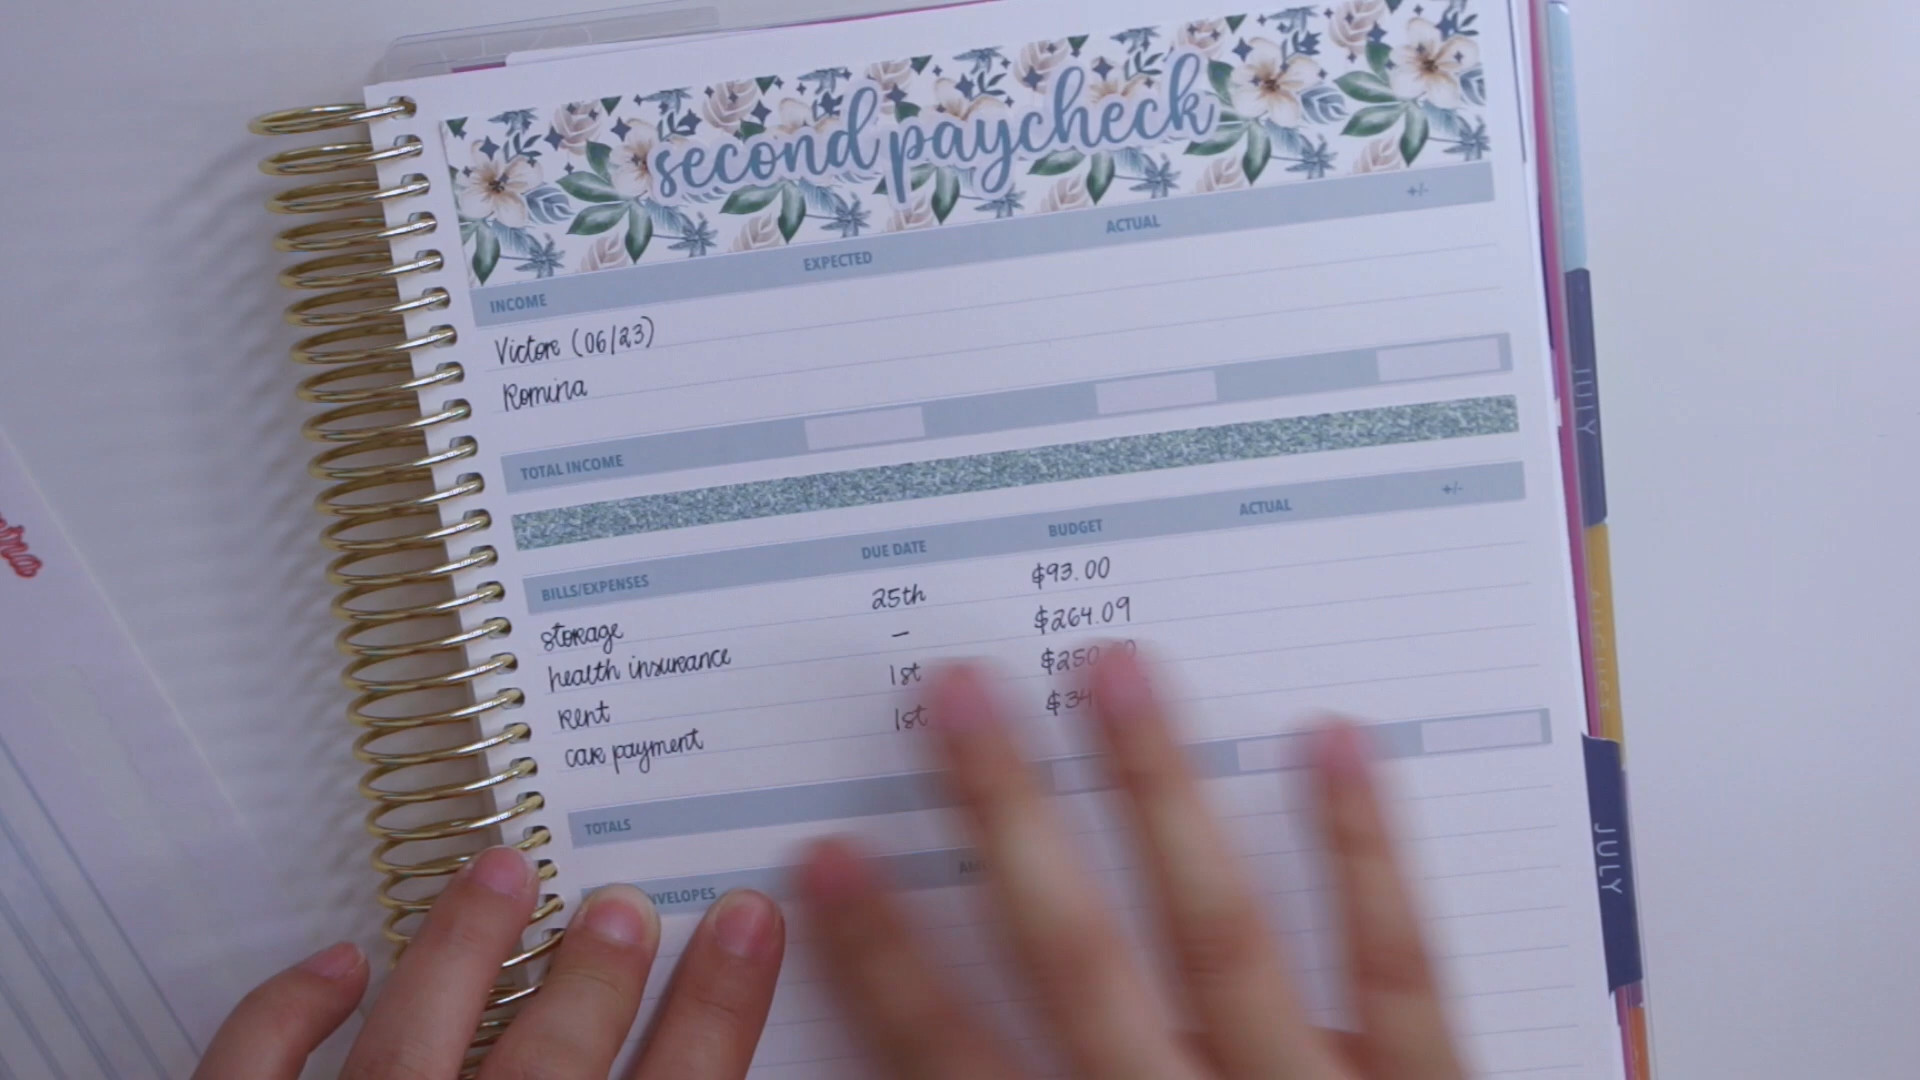 second paycheck
INCOME EXPECTED ACTUAL +/-
Victor (06/23)
Romina
TOTAL INCOME
BILLS/EXPENSES DUE DATE BUDGET ACTUAL +/-
storage 25th $93.00
health insurance - $264.09
rent 1st
car payment 1st
TOTALS
JULY
JULY